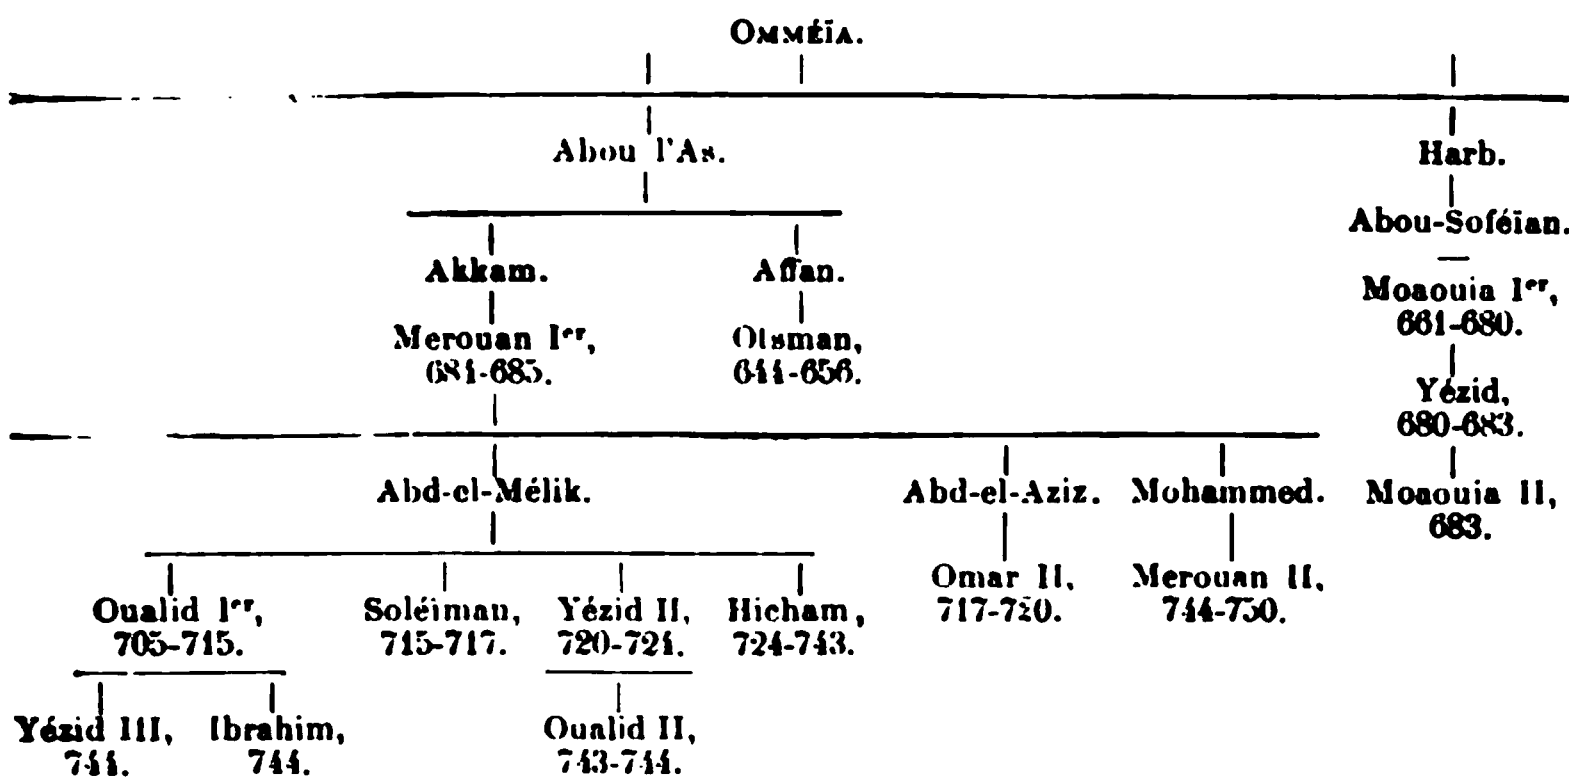 OMMÉÏA.
Abou l'As.
Harb.
Abou-Soféïan.
Akkam.
Affan.
Moaouia Ier,
661-680.
Merouan Ier,
684-685.
Otsman,
644-656.
Yézid,
680-683.
Abd-el-Mélik.
Abd-el-Aziz.
Mohammed.
Moaouia II,
683.
Omar II,
717-720.
Merouan II,
744-750.
Oualid Ier,
705-715.
Soléiman,
715-717.
Yézid II,
720-724.
Hicham,
724-743.
Yézid III,
744.
Ibrahim,
744.
Oualid II,
743-744.